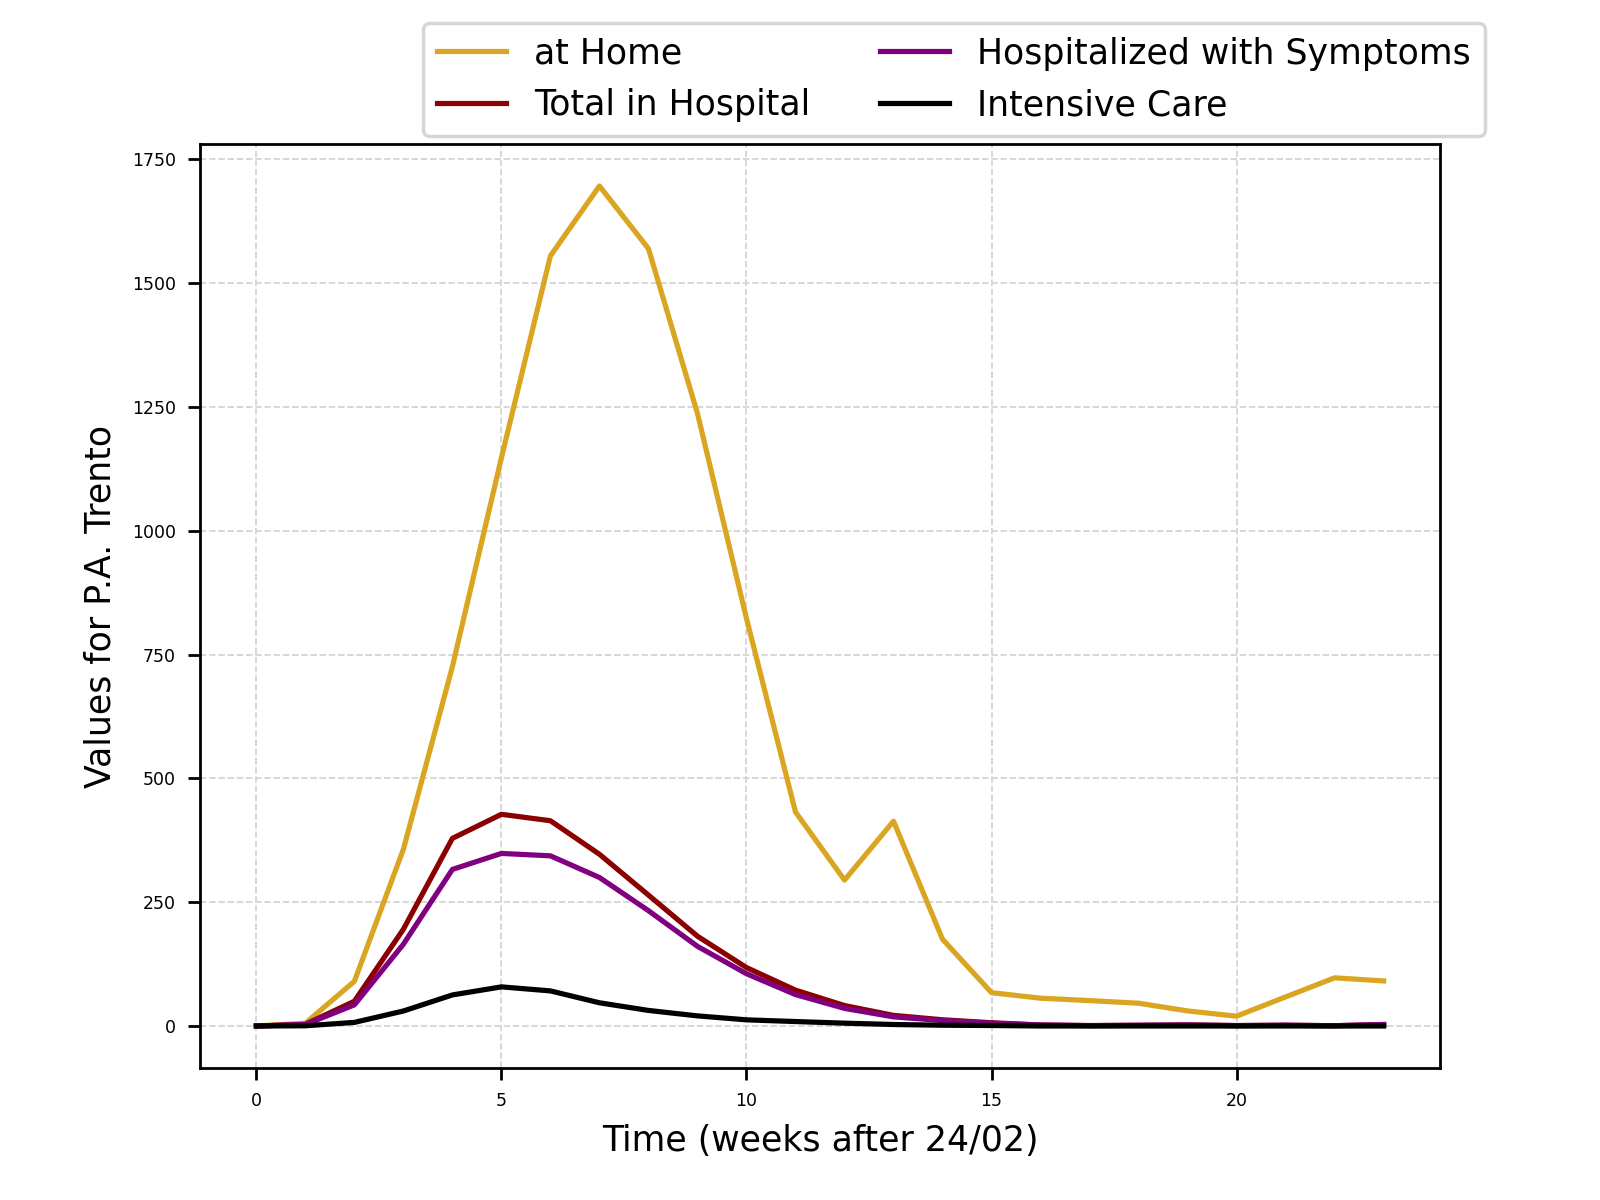 at Home
Total in Hospital
Hospitalized with Symptoms
Intensive Care
1750
1500
1250
1000
750
500
250
0
Values for P.A. Trento
0 5 10 15 20
Time (weeks after 24/02)